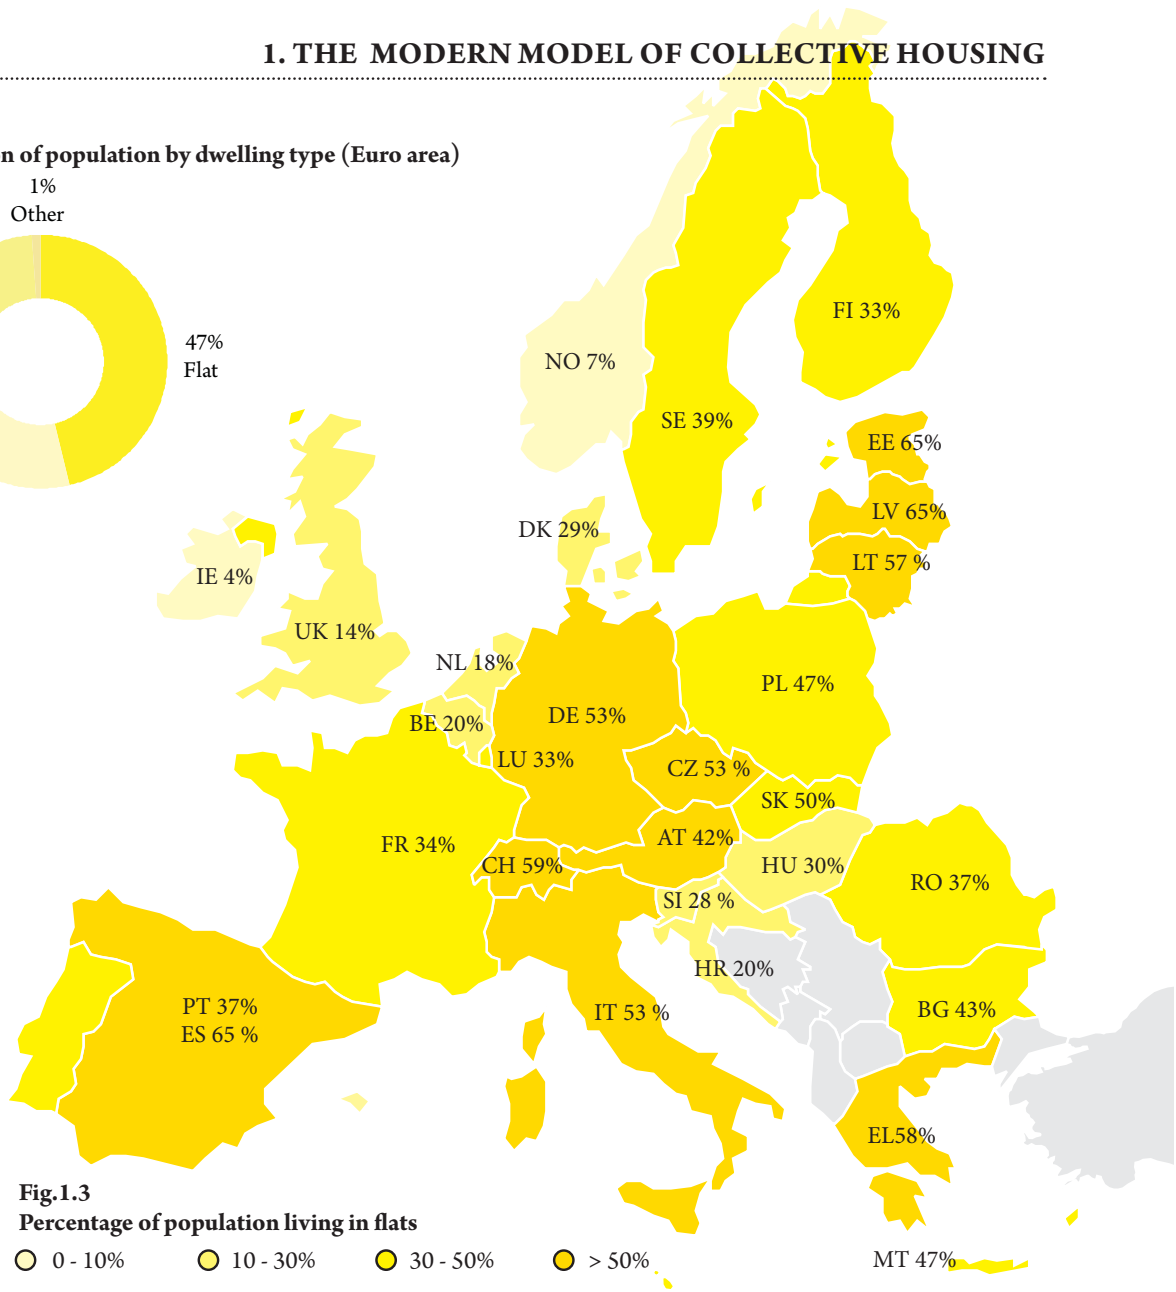 1. THE MODERN MODEL OF COLLECTIVE HOUSING
n of population by dwelling type (Euro area)
1%
Other
47%
Flat
FI 33%
NO 7%
SE 39%
EE 65%
LV 65%
DK 29%
LT 57 %
IE 4%
UK 14%
NL 18%
PL 47%
DE 53%
BE 20%
LU 33%
CZ 53 %
SK 50%
AT 42%
FR 34%
CH 59%
HU 30%
RO 37%
SI 28 %
HR 20%
PT 37%
ES 65 %
IT 53 %
BG 43%
EL58%
Fig.1.3
Percentage of population living in flats
0 - 10%
10 - 30%
30 - 50%
> 50%
MT 47%